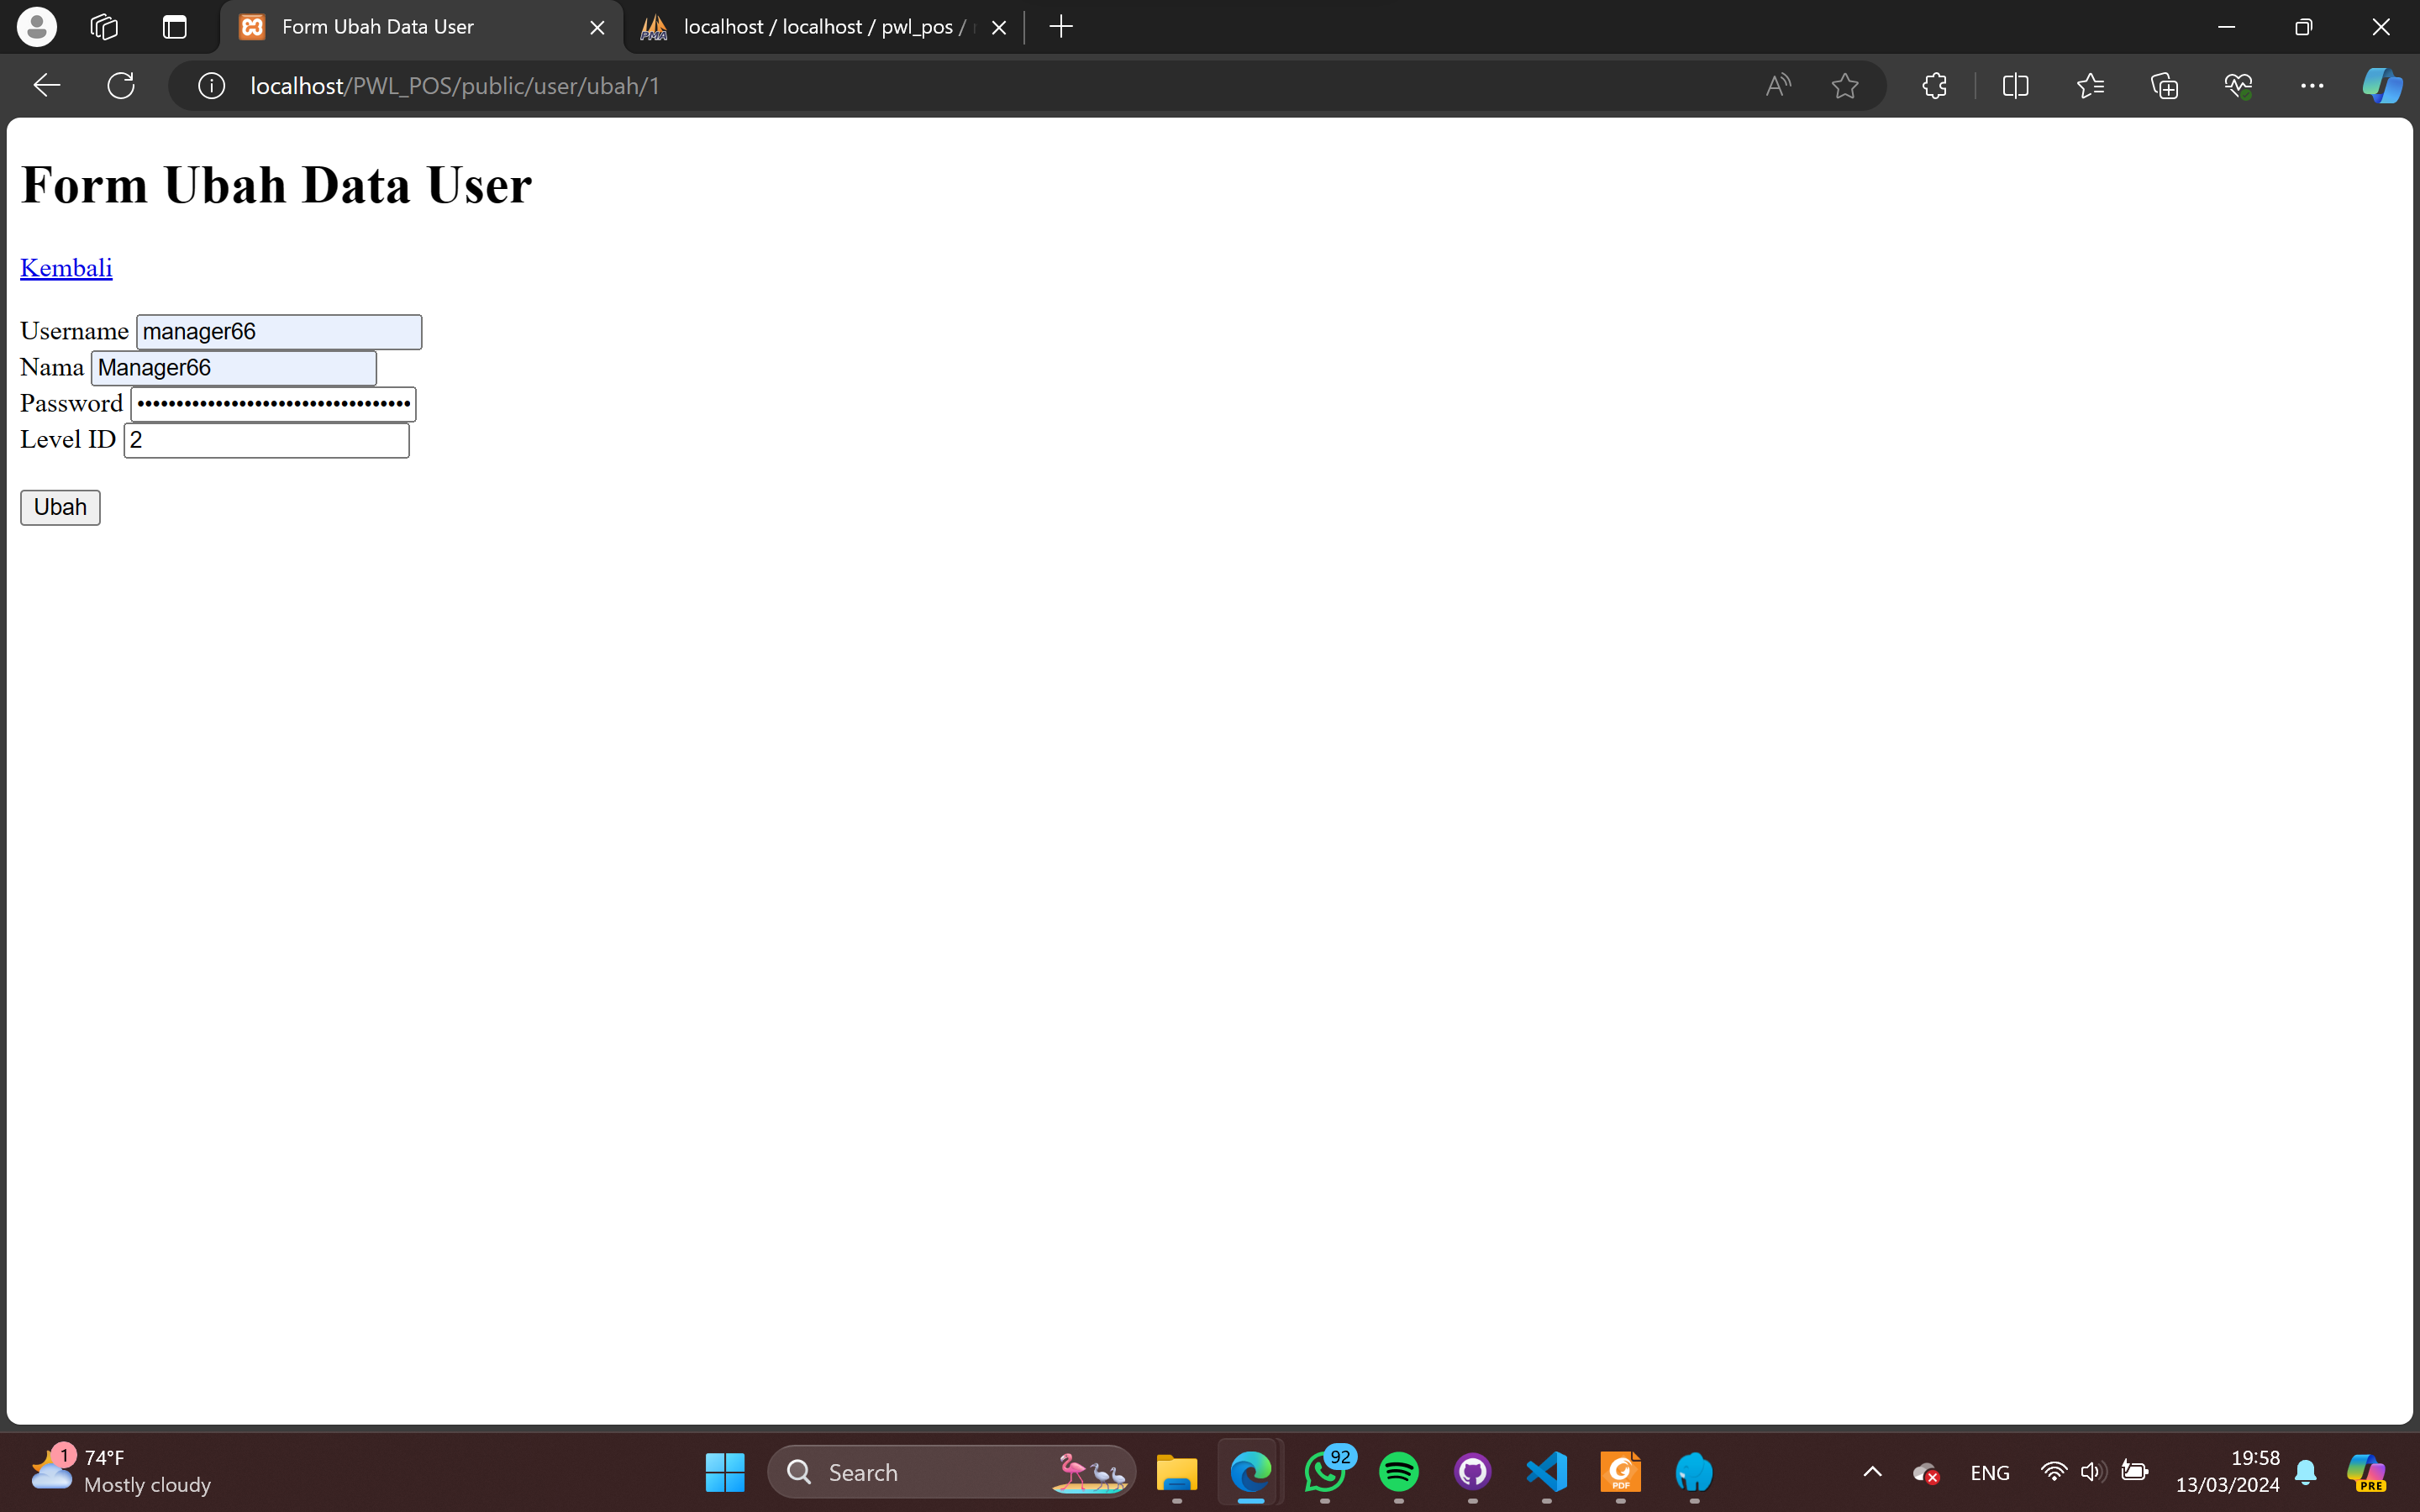 Form Ubah Data User
localhost / localhost / pwl_pos /
localhost/PWL_POS/public/user/ubah/1
Form Ubah Data User
Kembali
Username manager66
Nama Manager66
Password ••••••••••••••••••••••••••••••••••••
Level ID 2
Ubah
1
74°F
Mostly cloudy
Search
92
PDF
ENG
19:58
13/03/2024
PRE